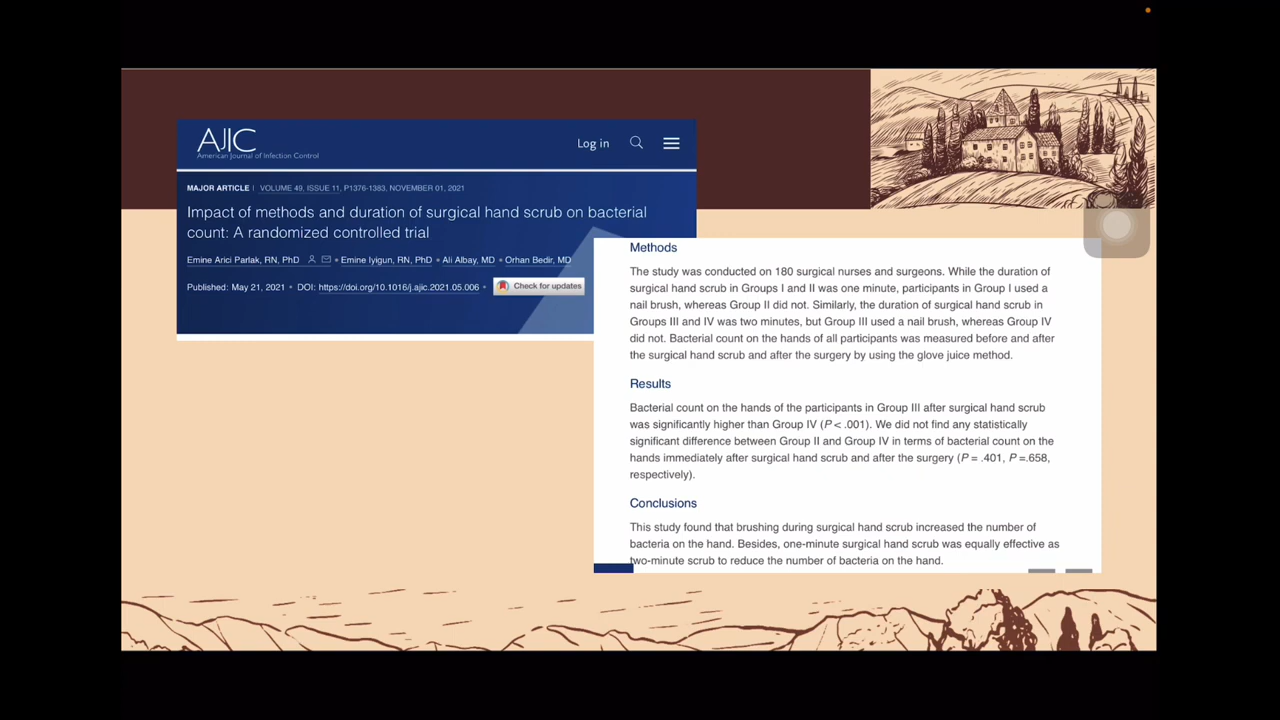 AJIC
American Journal of Infection Control
Log in
MAJOR ARTICLE | VOLUME 49, ISSUE 11, P1376-1383, NOVEMBER 01, 2021
Impact of methods and duration of surgical hand scrub on bacterial
count: A randomized controlled trial
Emine Arici Parlak, RN, PhD • Emine Iyigun, RN, PhD • Ali Albay, MD • Orhan Bedir, MD
Published: May 21, 2021 • DOI: https://doi.org/10.1016/j.ajic.2021.05.006 • Check for updates
Methods
The study was conducted on 180 surgical nurses and surgeons. While the duration of
surgical hand scrub in Groups I and II was one minute, participants in Group I used a
nail brush, whereas Group II did not. Similarly, the duration of surgical hand scrub in
Groups III and IV was two minutes, but Group III used a nail brush, whereas Group IV
did not. Bacterial count on the hands of all participants was measured before and after
the surgical hand scrub and after the surgery by using the glove juice method.
Results
Bacterial count on the hands of the participants in Group III after surgical hand scrub
was significantly higher than Group IV (P < .001). We did not find any statistically
significant difference between Group II and Group IV in terms of bacterial count on the
hands immediately after surgical hand scrub and after the surgery (P = .401, P =.658,
respectively).
Conclusions
This study found that brushing during surgical hand scrub increased the number of
bacteria on the hand. Besides, one-minute surgical hand scrub was equally effective as
two-minute scrub to reduce the number of bacteria on the hand.